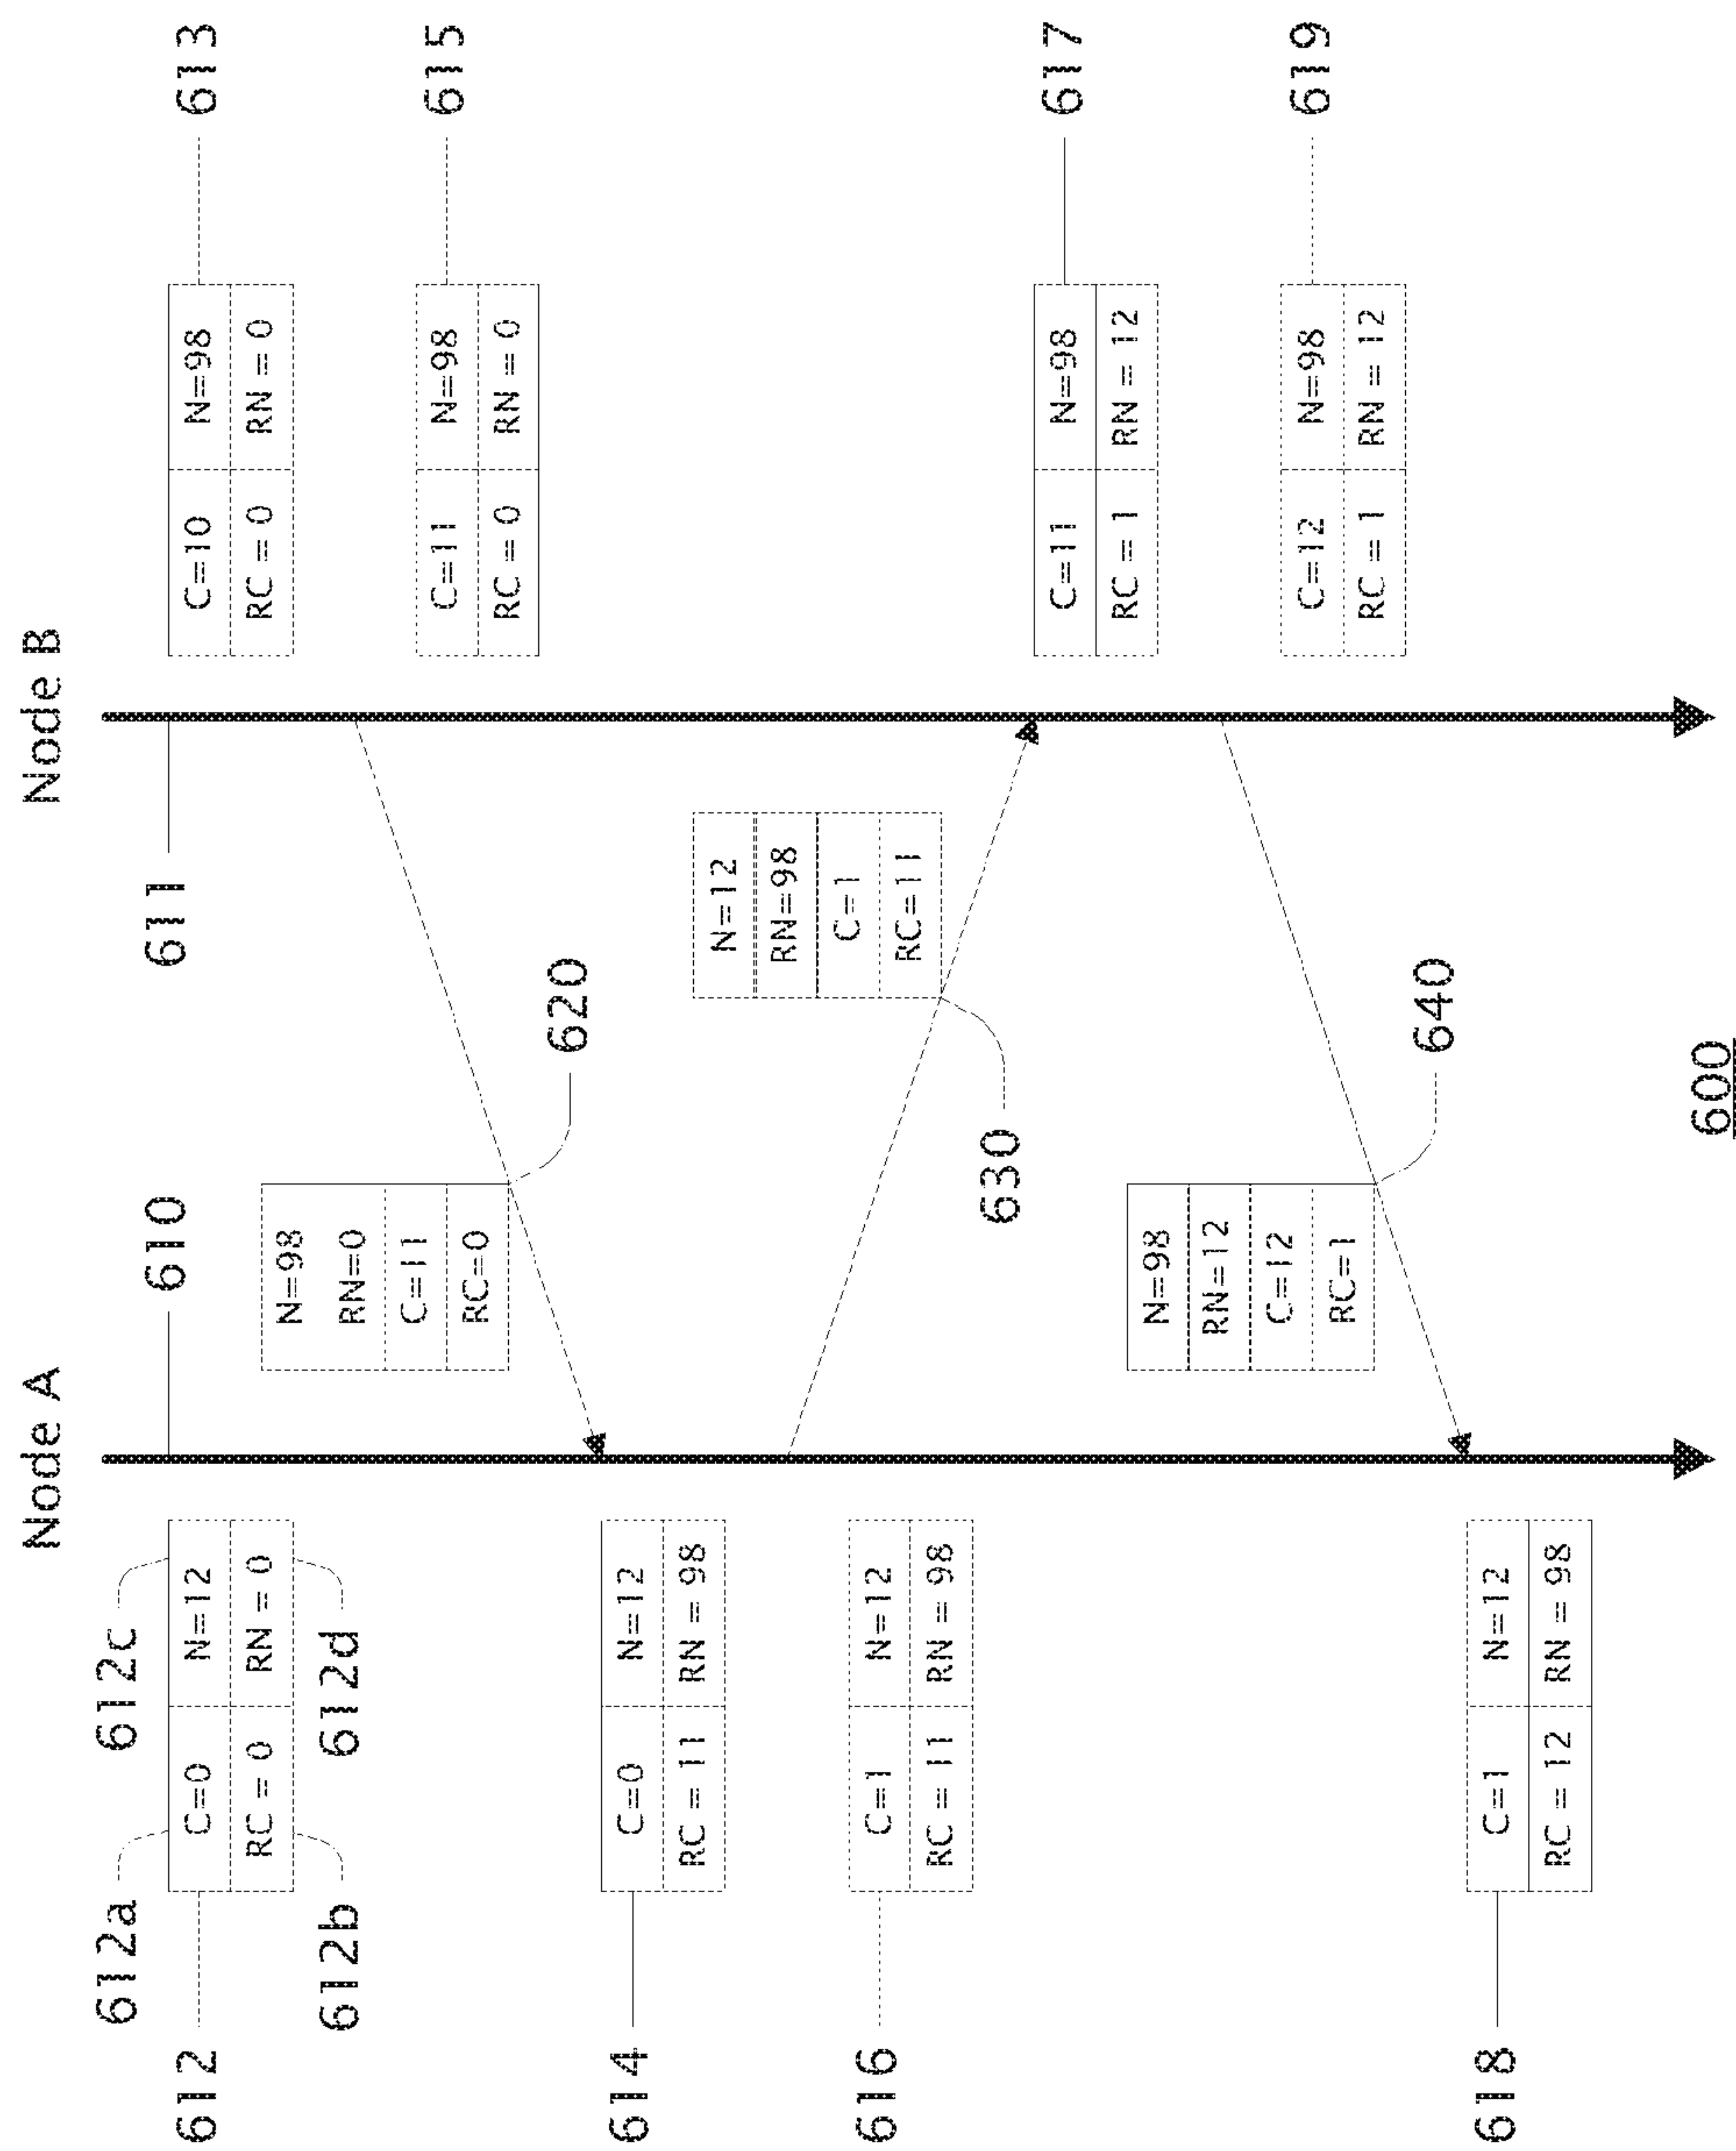 Node A
Node B
610
611
612a
612c
612
C=0 N=12
RC = 0 RN = 0
612b
612d
C=10 N=98
RC = 0 RN = 0
613
N=98
RN=0
C=11
RC=0
620
C=11 N=98
RC = 0 RN = 0
615
614
C=0 N=12
RC = 11 RN = 98
616
C=1 N=12
RC = 11 RN = 98
N=12
RN=98
C=1
RC=11
630
C=11 N=98
RC = 1 RN = 12
617
N=98
RN=12
C=12
RC=1
640
C=12 N=98
RC = 1 RN = 12
619
618
C=1 N=12
RC = 12 RN = 98
600